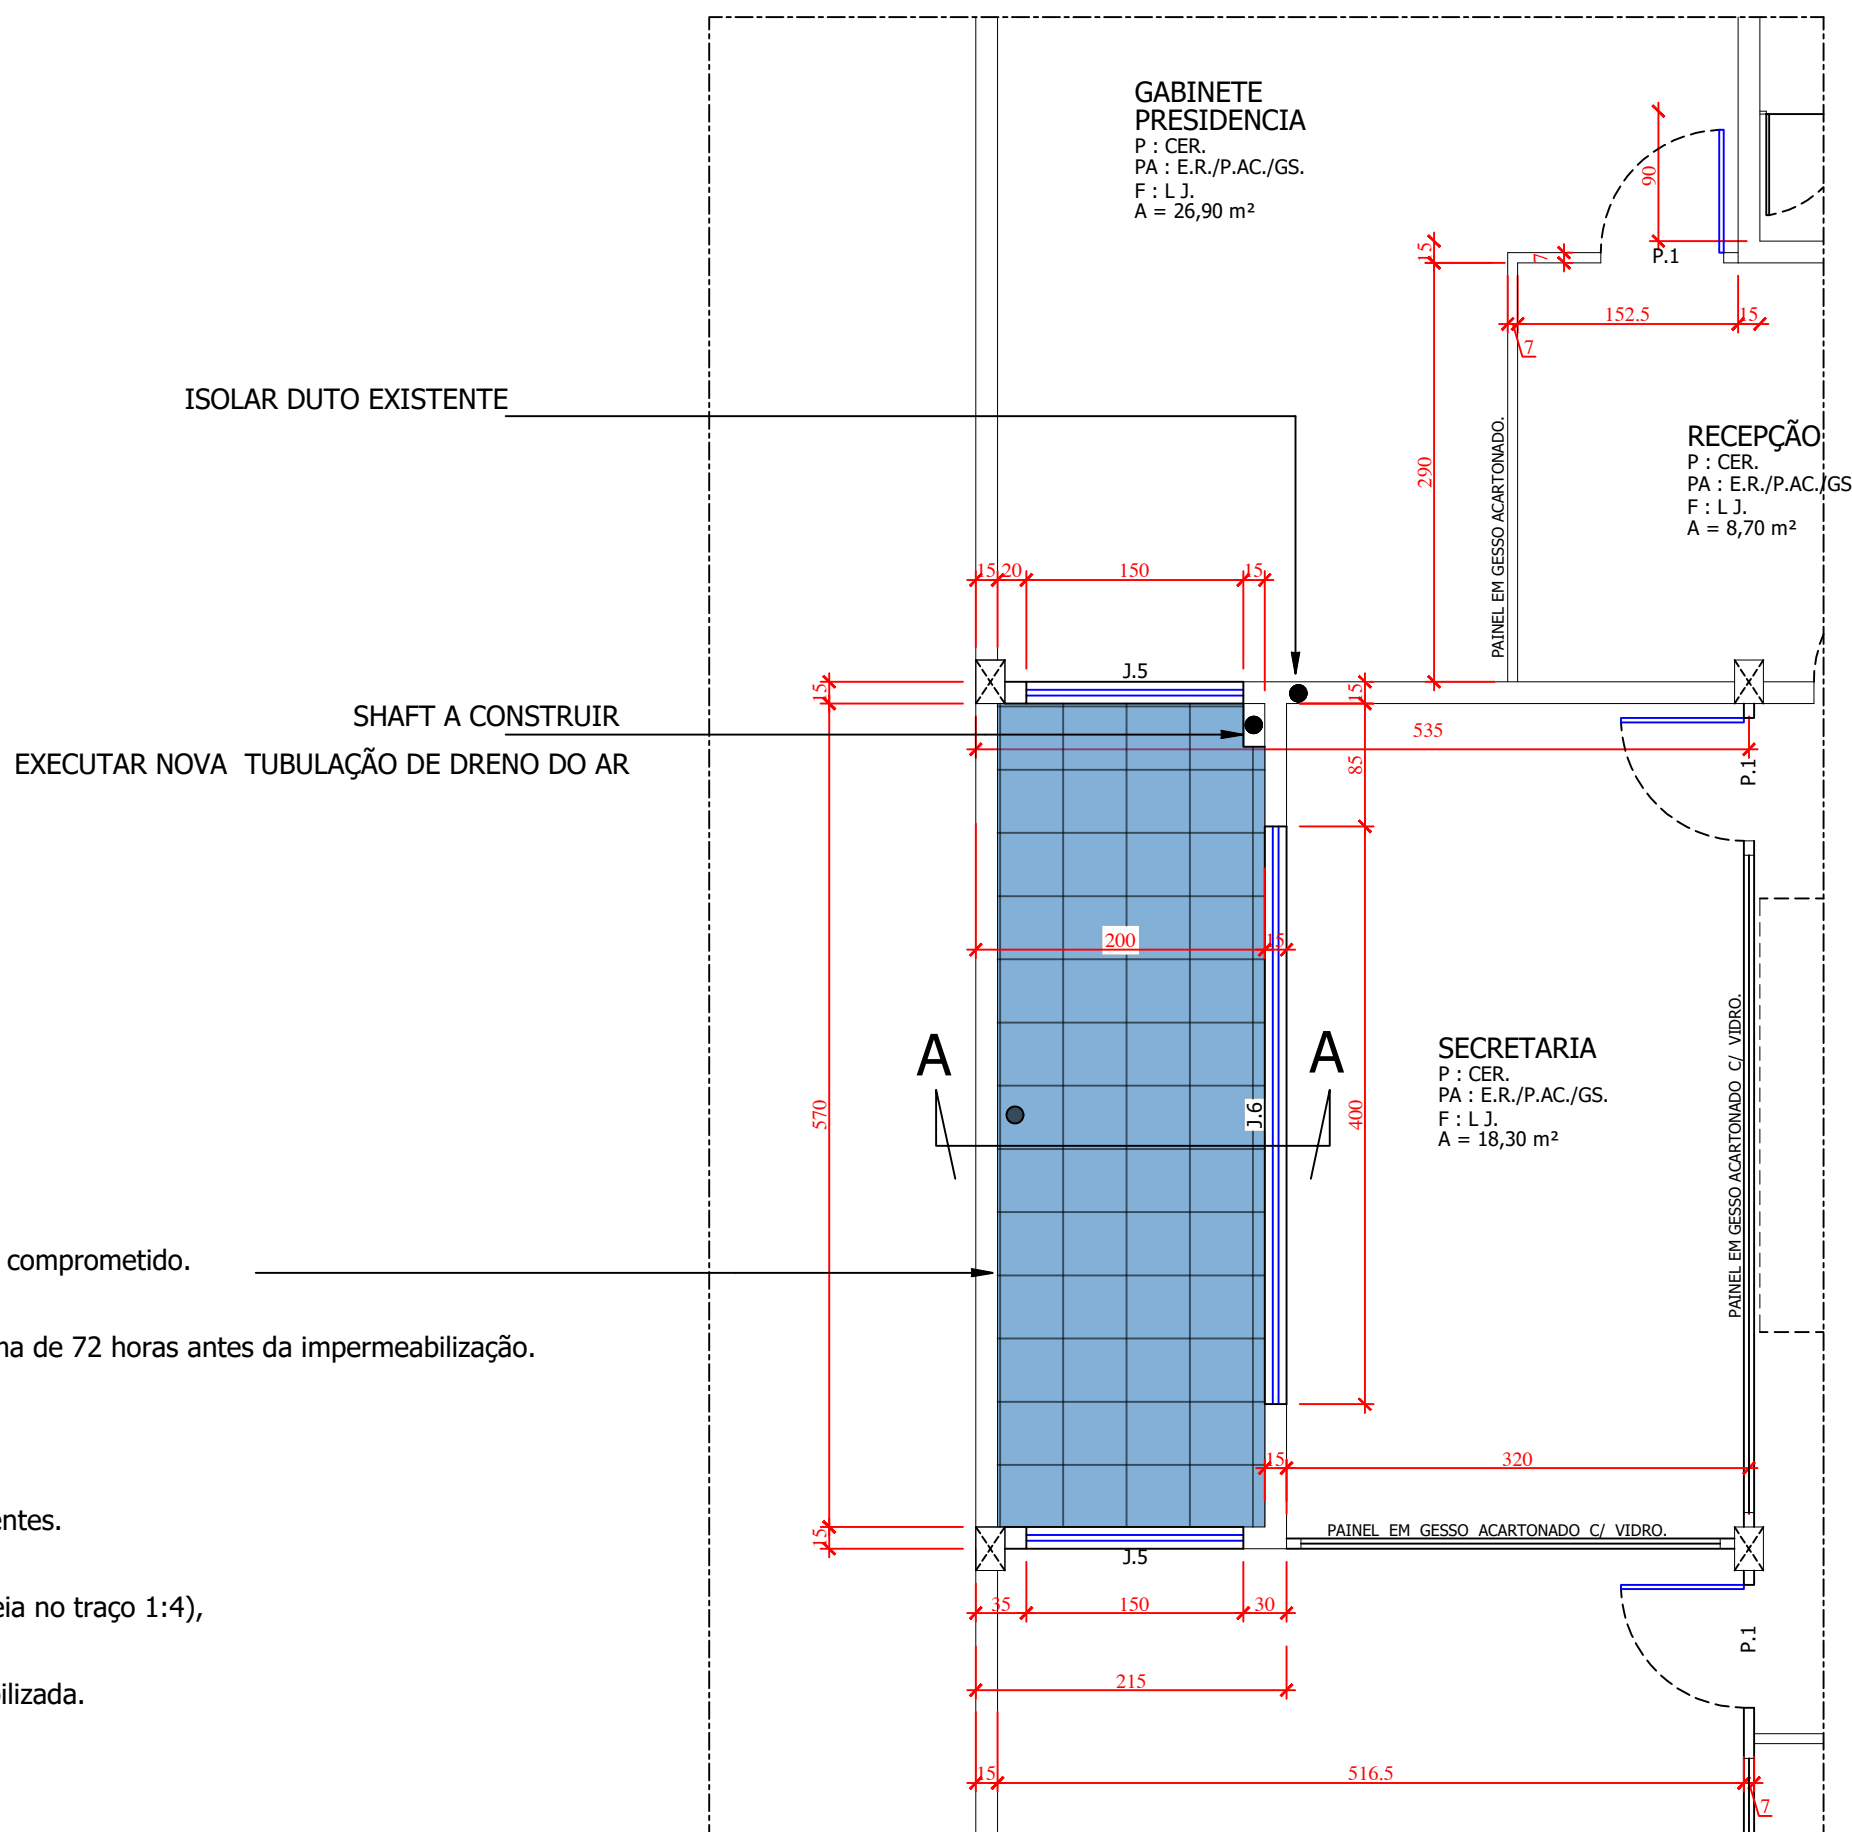 GABINETE
PRESIDENCIA
P : CER.
PA : E.R./P.AC./GS.
F : L J.
A = 26,90 m²
90
P.1
15
7
152.5
15
7
ISOLAR DUTO EXISTENTE
290
PAINEL EM GESSO ACARTONADO.
RECEPÇÃO
P : CER.
PA : E.R./P.AC./GS
F : L J.
A = 8,70 m²
15
20
150
15
J.5
15
15
SHAFT A CONSTRUIR
EXECUTAR NOVA TUBULAÇÃO DE DRENO DO AR
535
85
P.1
200
15
A
A
SECRETARIA
P : CER.
PA : E.R./P.AC./GS.
F : L J.
A = 18,30 m²
570
J.6
400
PAINEL EM GESSO ACARTONADO C/ VIDRO.
comprometido.
de 72 horas antes da impermeabilização.
15
320
PAINEL EM GESSO ACARTONADO C/ VIDRO.
15
J.5
no traço 1:4),
35
150
30
P.1
215
15
516.5
7